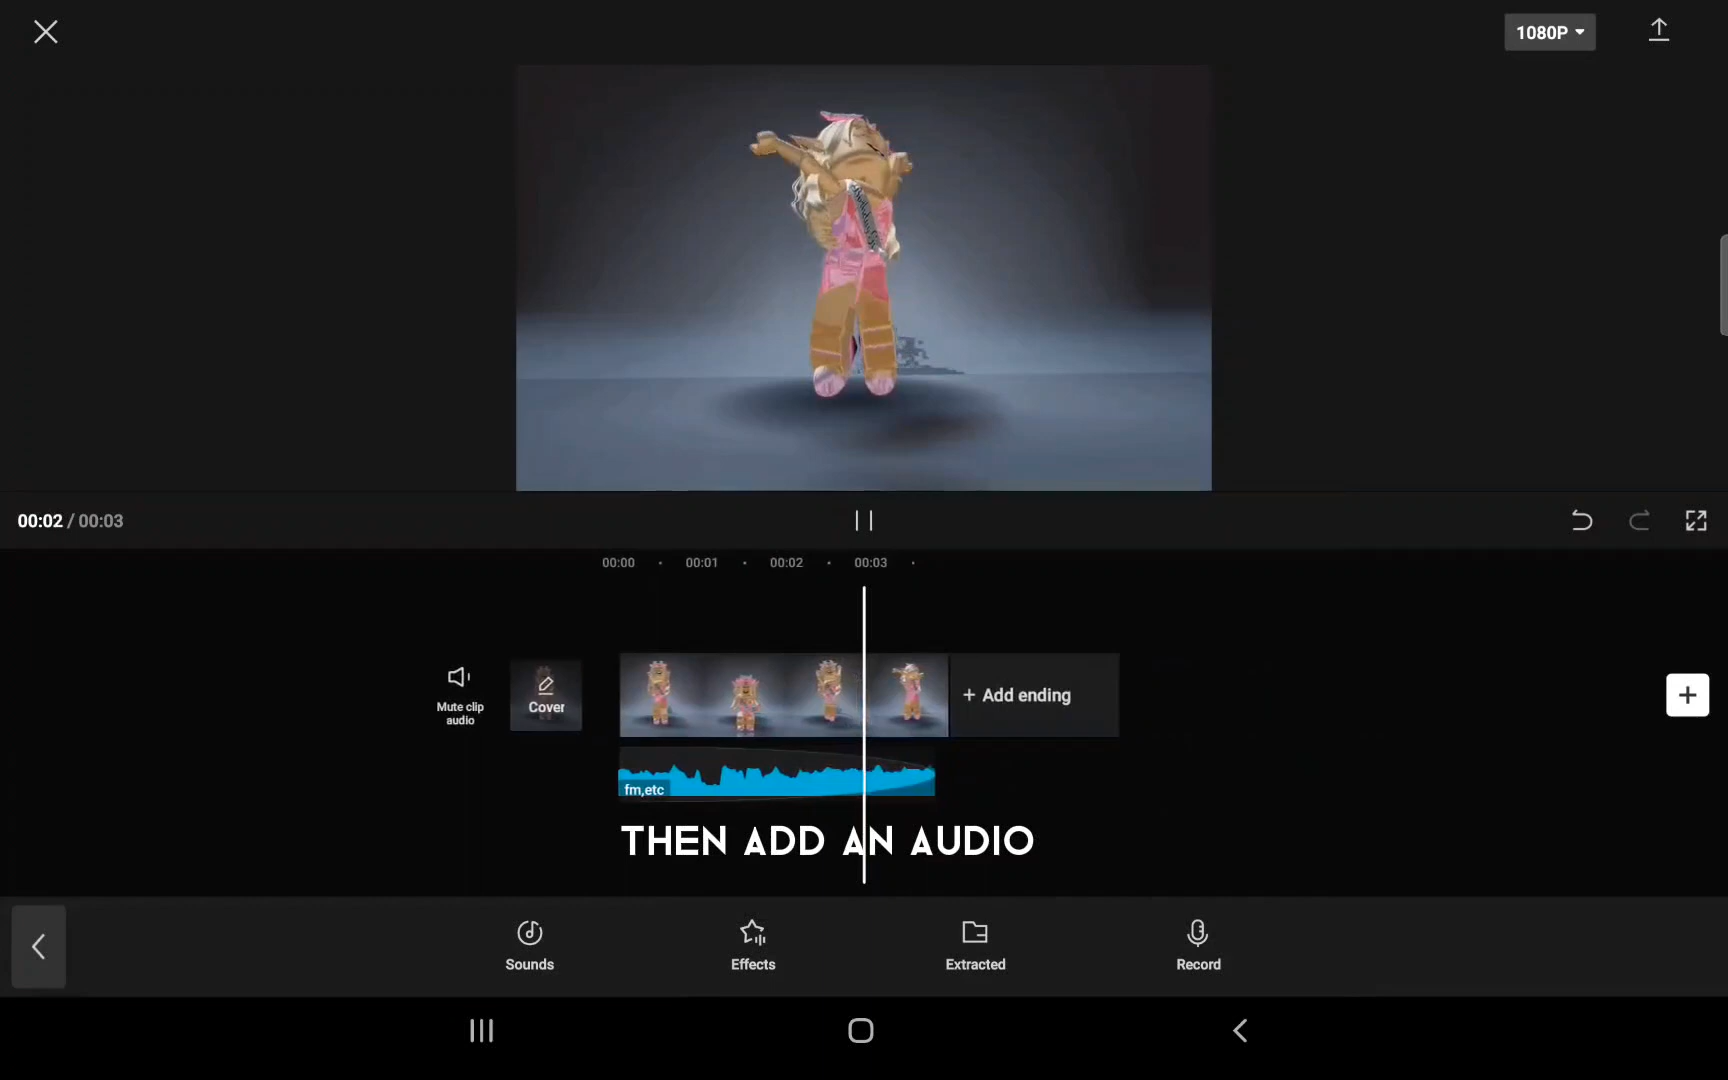 1080P
00:02 / 00:03
00:00 00:01 00:02 00:03
Mute clip
audio
Cover
+ Add ending
fm,etc
THEN ADD AN AUDIO
Sounds Effects Extracted Record